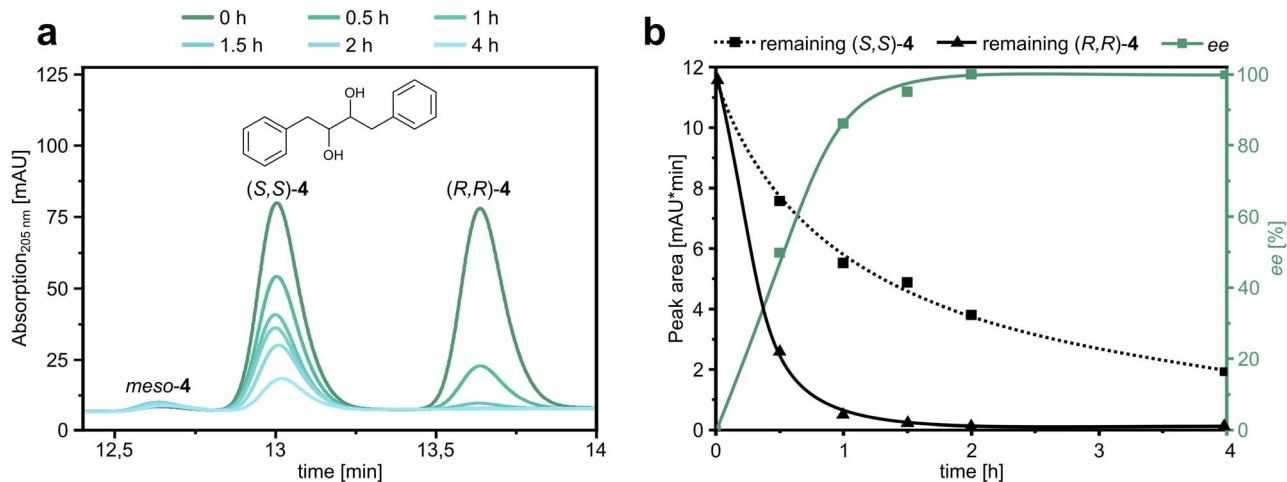 a
0 h 0.5 h 1 h
1.5 h 2 h 4 h
125
100
75
50
25
0
Absorption205 nm [mAU]
OH
OH
(S,S)-4
(R,R)-4
meso-4
12,5 13 13,5 14
time [min]
b
remaining (S,S)-4 remaining (R,R)-4 ee
12
10
8
6
4
2
0
Peak area [mAU*min]
100
80
60
40
20
0
ee [%]
0 1 2 3 4
time [h]